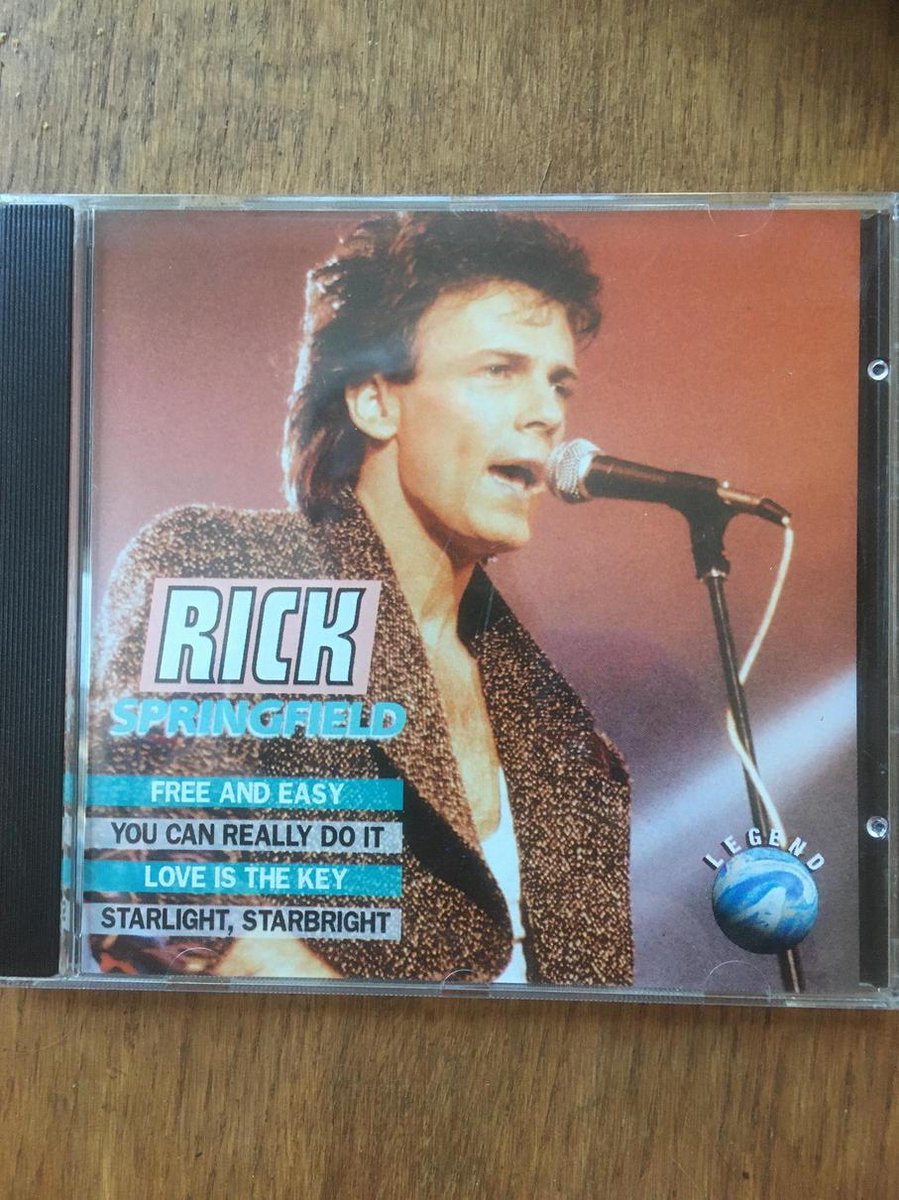 RICK
SPRINGFIELD
FREE AND EASY
YOU CAN REALLY DO IT
LOVE IS THE KEY
STARLIGHT, STARBRIGHT
LEGEND